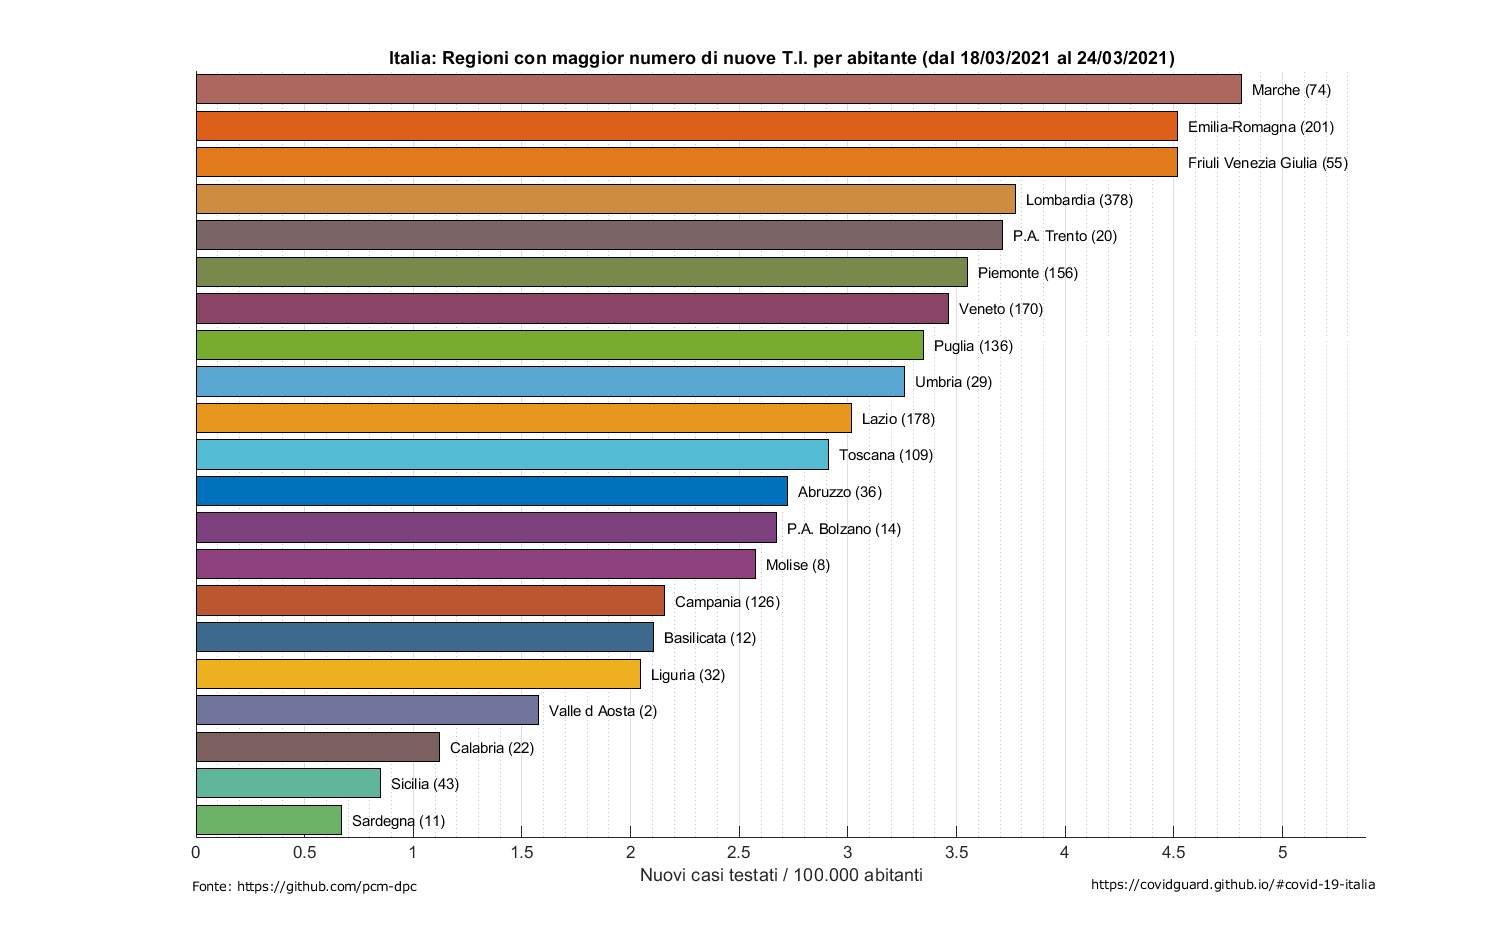 Italia: Regioni con maggior numero di nuove T.I. per abitante (dal 18/03/2021 al 24/03/2021)
Marche (74)
Emilia-Romagna (201)
Friuli Venezia Giulia (55)
Lombardia (378)
P.A. Trento (20)
Piemonte (156)
Veneto (170)
Puglia (136)
Umbria (29)
Lazio (178)
Toscana (109)
Abruzzo (36)
P.A. Bolzano (14)
Molise (8)
Campania (126)
Basilicata (12)
Liguria (32)
Valle d Aosta (2)
Calabria (22)
Sicilia (43)
Sardegna (11)
0 0.5 1 1.5 2 2.5 3 3.5 4 4.5 5
Nuovi casi testati / 100.000 abitanti
Fonte: https://github.com/pcm-dpc
https://covidguard.github.io/#covid-19-italia